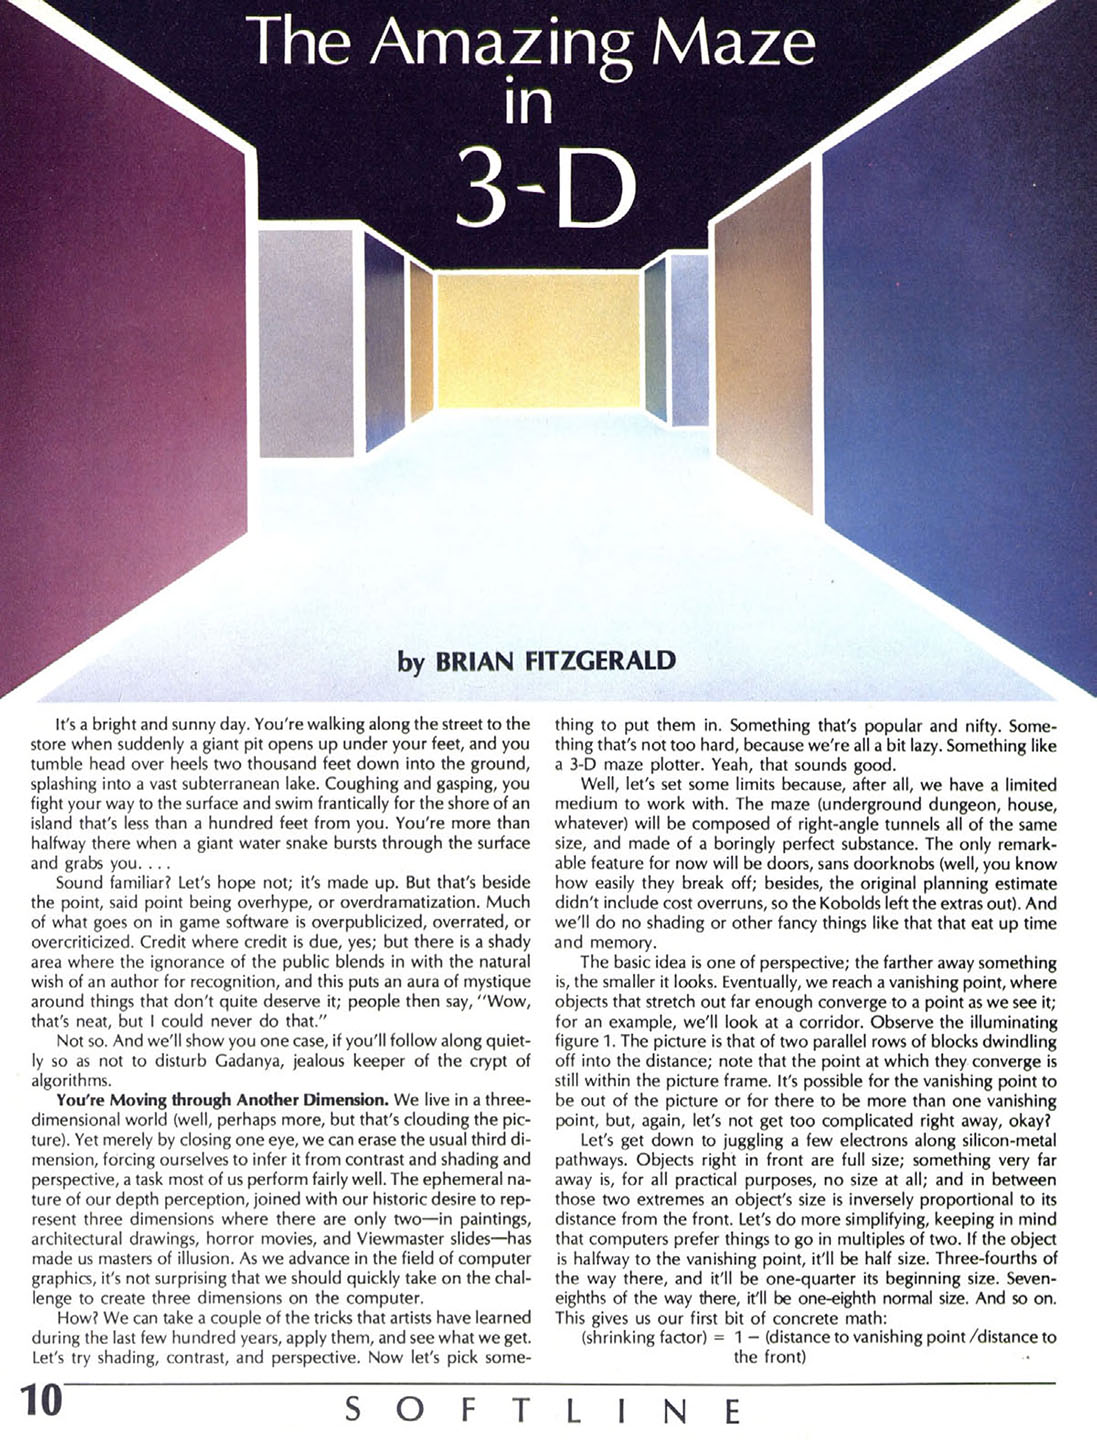 The Amazing Maze
in
3-D
by BRIAN FITZGERALD
It's a bright and sunny day. You're walking along the street to the
store when suddenly a giant pit opens up under your feet, and you
tumble head over heels two thousand feet down into the ground,
splashing into a vast subterranean lake. Coughing and gasping, you
fight your way to the surface and swim frantically for the shore of an
island that's less than a hundred feet from you. You're more than
halfway there when a giant water snake bursts through the surface
and grabs you. . . .
Sound familiar? Let's hope not; it's made up. But that's beside
the point, said point being overhype, or overdramatization. Much
of what goes on in game software is overpublicized, overrated, or
overcriticized. Credit where credit is due, yes; but there is a shady
area where the ignorance of the public blends in with the natural
wish of an author for recognition, and this puts an aura of mystique
around things that don't quite deserve it; people then say, "Wow,
that's neat, but I could never do that."
Not so. And we'll show you one case, if you'll follow along quiet-
ly so as not to disturb Gadanya, jealous keeper of the crypt of
algorithms.
You're Moving through Another Dimension. We live in a three-
dimensional world (well, perhaps more, but that's clouding the pic-
ture). Yet merely by closing one eye, we can erase the usual third di-
mension, forcing ourselves to infer it from contrast and shading and
perspective, a task most of us perform fairly well. The ephemeral na-
ture of our depth perception, joined with our historic desire to rep-
resent three dimensions where there are only two—in paintings,
architectural drawings, horror movies, and Viewmaster slides—has
made us masters of illusion. As we advance in the field of computer
graphics, it's not surprising that we should quickly take on the chal-
lenge to create three dimensions on the computer.
How? We can take a couple of the tricks that artists have learned
during the last few hundred years, apply them, and see what we get.
Let's try shading, contrast, and perspective. Now let's pick some-
thing to put them in. Something that's popular and nifty. Some-
thing that's not too hard, because we're all a bit lazy. Something like
a 3-D maze plotter. Yeah, that sounds good.
Well, let's set some limits because, after all, we have a limited
medium to work with. The maze (underground dungeon, house,
whatever) will be composed of right-angle tunnels all of the same
size, and made of a boringly perfect substance. The only remark-
able feature for now will be doors, sans doorknobs (well, you know
how easily they break off; besides, the original planning estimate
didn't include cost overruns, so the Kobolds left the extras out). And
we'll do no shading or other fancy things like that that eat up time
and memory.
The basic idea is one of perspective; the farther away something
is, the smaller it looks. Eventually, we reach a vanishing point, where
objects that stretch out far enough converge to a point as we see it;
for an example, we'll look at a corridor. Observe the illuminating
figure 1. The picture is that of two parallel rows of blocks dwindling
off into the distance; note that the point at which they converge is
still within the picture frame. It's possible for the vanishing point to
be out of the picture or for there to be more than one vanishing
point, but, again, let's not get too complicated right away, okay?
Let's get down to juggling a few electrons along silicon-metal
pathways. Objects right in front are full size; something very far
away is, for all practical purposes, no size at all; and in between
those two extremes an object's size is inversely proportional to its
distance from the front. Let's do more simplifying, keeping in mind
that computers prefer things to go in multiples of two. If the object
is halfway to the vanishing point, it'll be half size. Three-fourths of
the way there, and it'll be one-quarter its beginning size. Seven-
eighths of the way there, it'll be one-eighth normal size. And so on.
This gives us our first bit of concrete math:
(shrinking factor) = 1 − (distance to vanishing point /distance to
the front)
10
SOFTLINE